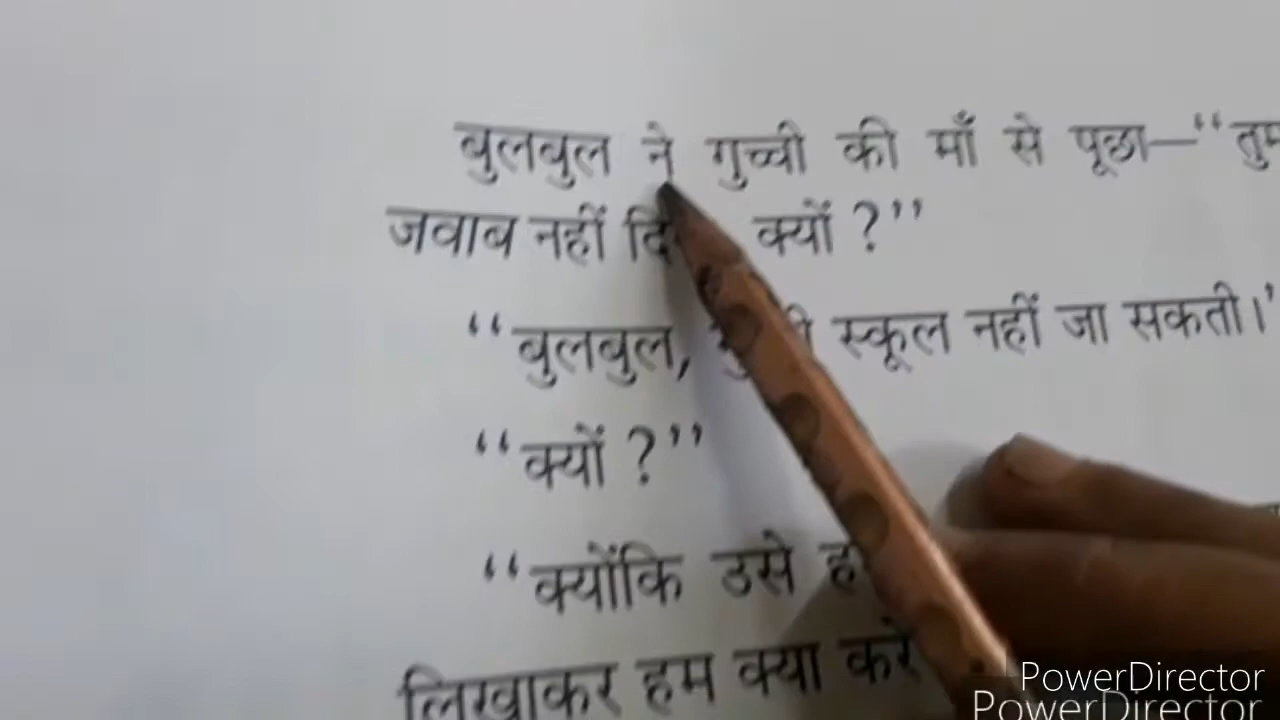 बुलबुल ने गुच्ची की माँ से पूछा—“तुम
जवाब नहीं क्यों ?”
“बुलबुल, स्कूल नहीं जा सकती।”
“क्यों ?”
“क्योंकि उसे
लिखाकर हम क्या करें
PowerDirector
PowerDirector